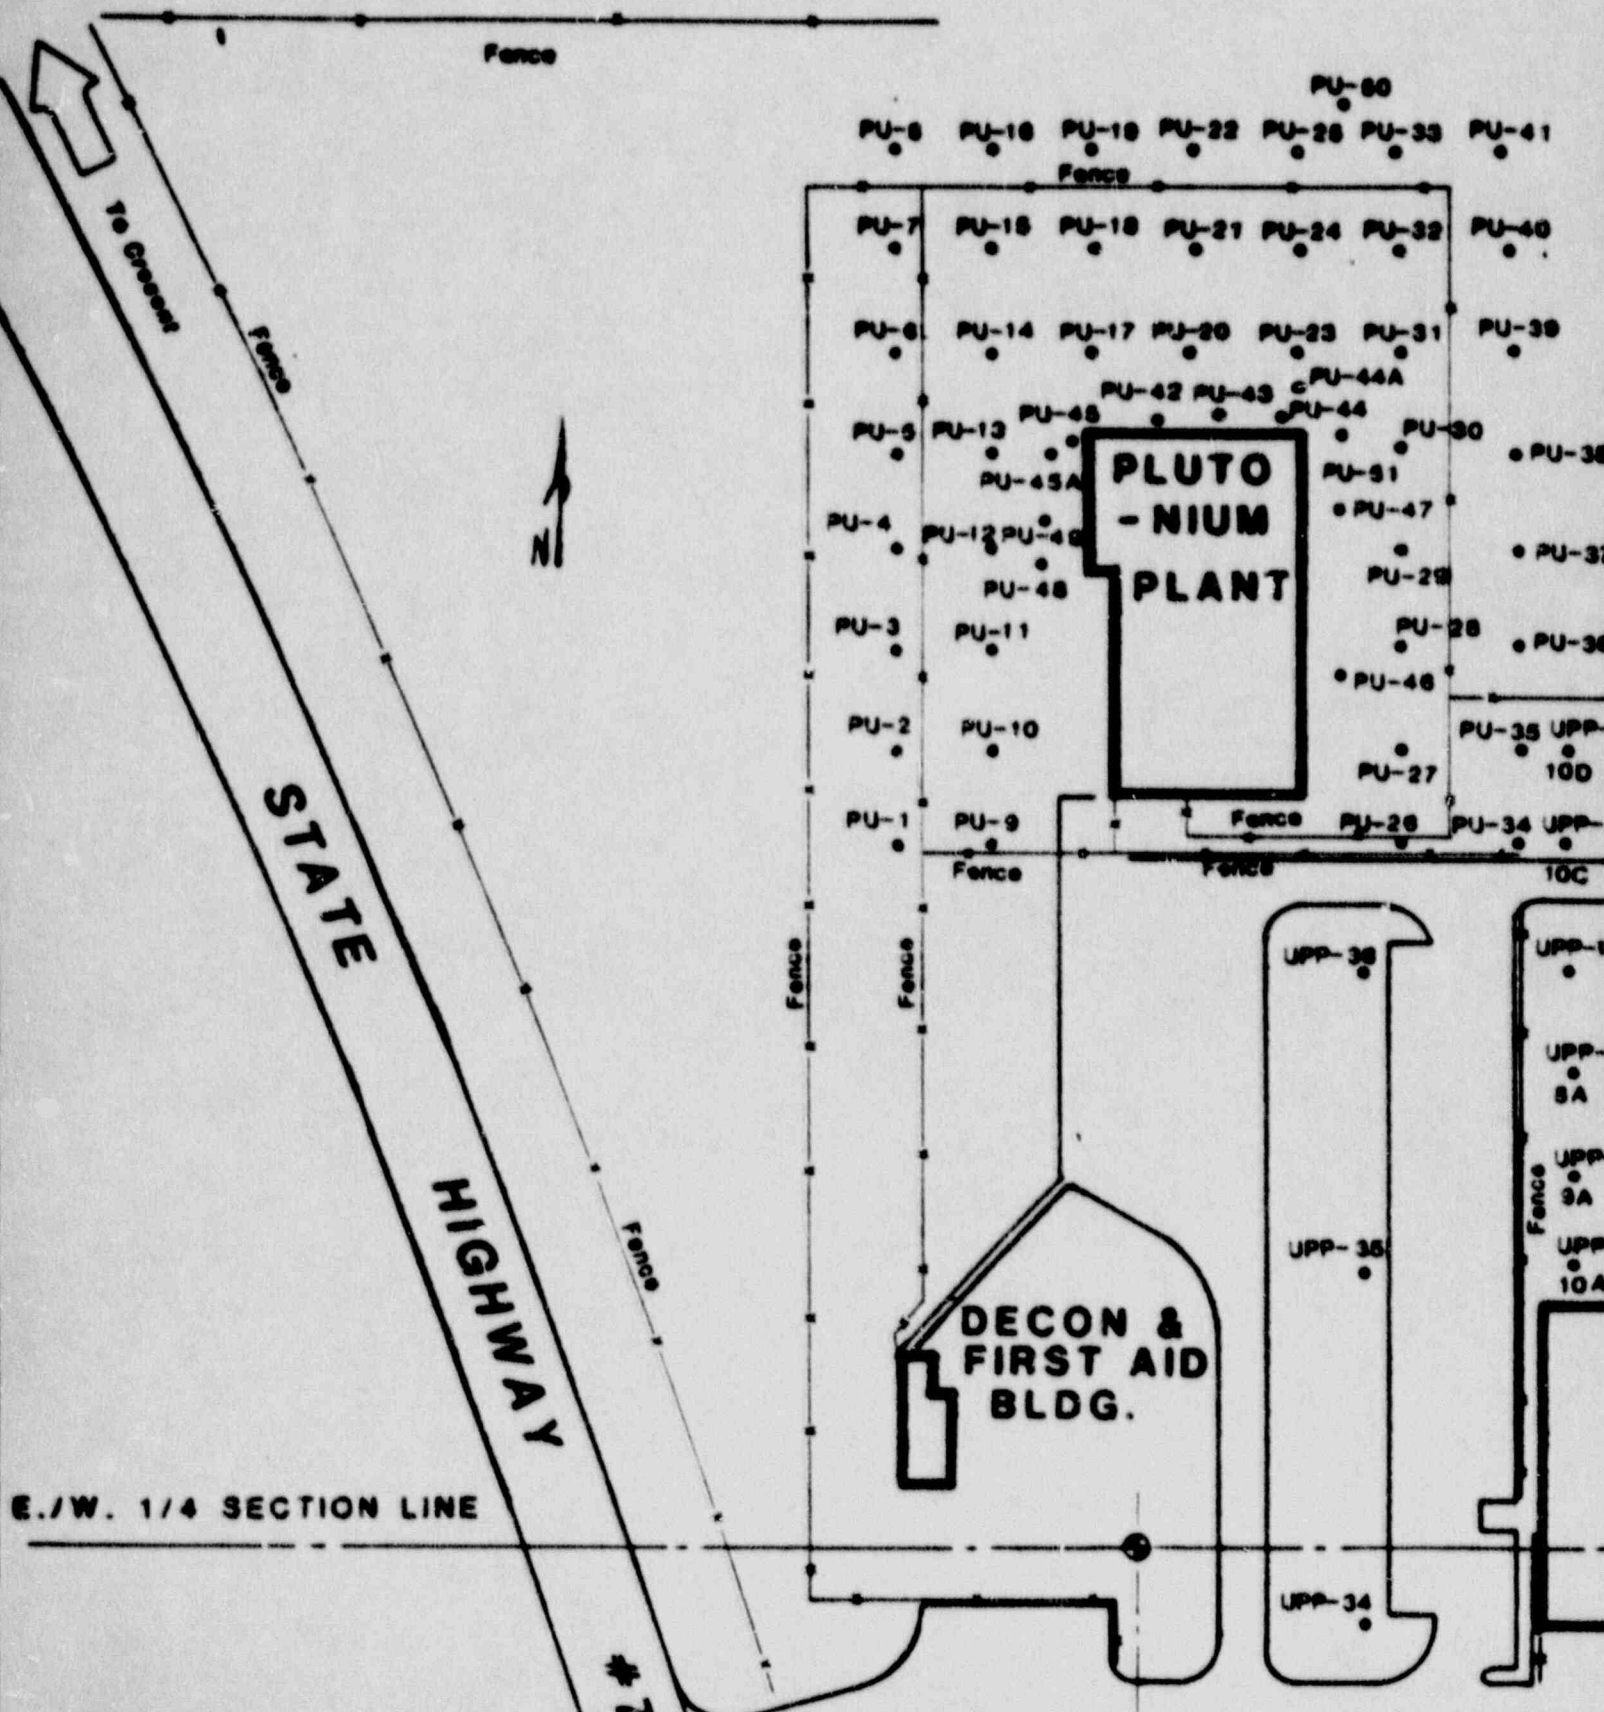 Fence
PU-60
PU-8 PU-16 PU-19 PU-22 PU-25 PU-33 PU-41
Fence
PU-7 PU-15 PU-18 PU-21 PU-24 PU-32 PU-40
To Crescent
Fence
PU-6 PU-14 PU-17 PU-20 PU-23 PU-31 PU-39
PU-44A
PU-42 PU-43
PU-44
PU-5 PU-13 PU-30
PLUTO
-NIUM
PLANT
PU-45A PU-51
PU-47
PU-4 PU-12 PU-49
N
PU-29
PU-48
PU-3 PU-11 PU-28
PU-46
PU-2 PU-10 PU-35 UPP-
10D
PU-27
PU-1 PU-9 Fence PU-26 PU-34 UPP-
Fence Fence 10C
STATE
HIGHWAY
Fence
Fence
UPP-36 UPP-
UPP-
8A
UPP-
9A
Fence
Fence
UPP-35 UPP
10A
DECON &
FIRST AID
BLDG.
E./W. 1/4 SECTION LINE
UPP-34
#